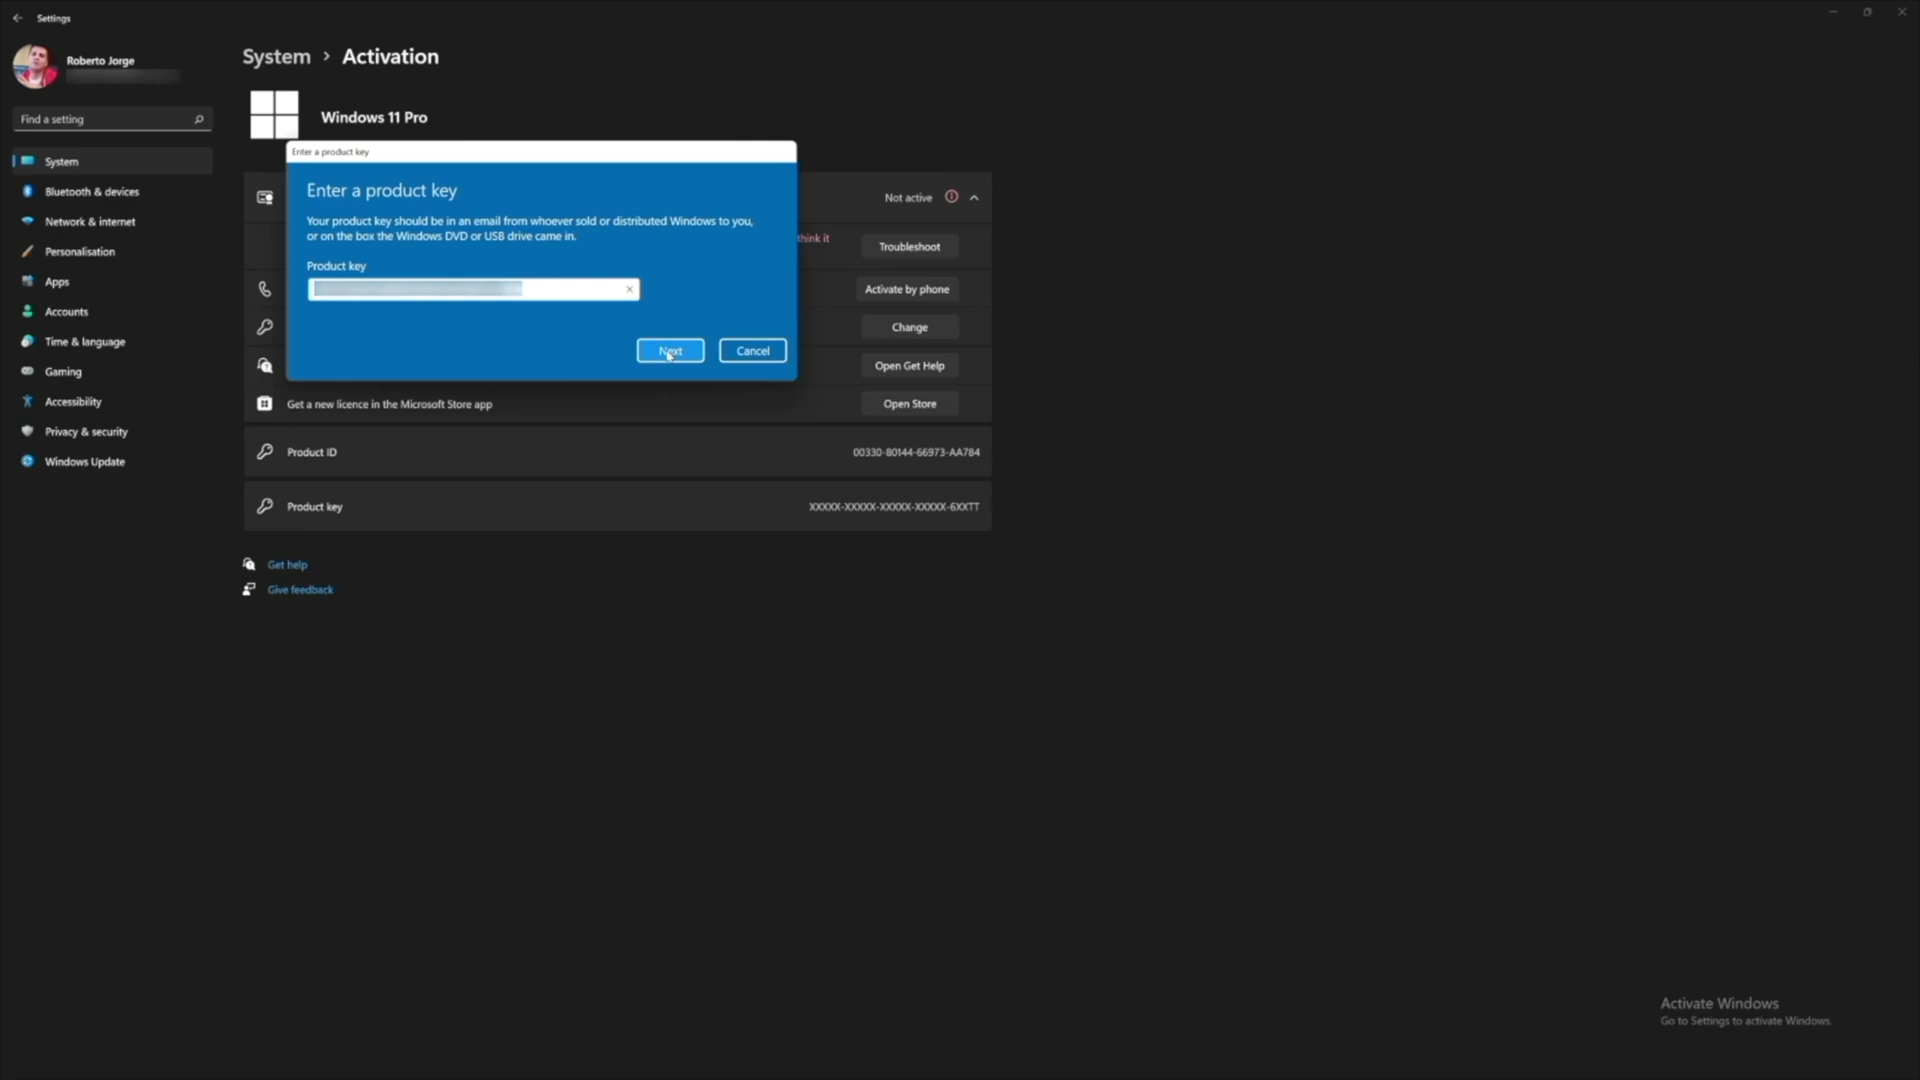 Settings
Roberto Jorge
Find a setting
System
Bluetooth & devices
Network & internet
Personalisation
Apps
Accounts
Time & language
Gaming
Accessibility
Privacy & security
Windows Update
System › Activation
Windows 11 Pro
Enter a product key
Enter a product key
Your product key should be in an email from whoever sold or distributed Windows to you,
or on the box the Windows DVD or USB drive came in.
Product key
Next
Cancel
Not active
think it
Troubleshoot
Activate by phone
Change
Open Get Help
Get a new licence in the Microsoft Store app
Open Store
Product ID
00330-80144-66973-AA784
Product key
XXXXX-XXXXX-XXXXX-XXXXX-6XXTT
Get help
Give feedback
Activate Windows
Go to Settings to activate Windows.